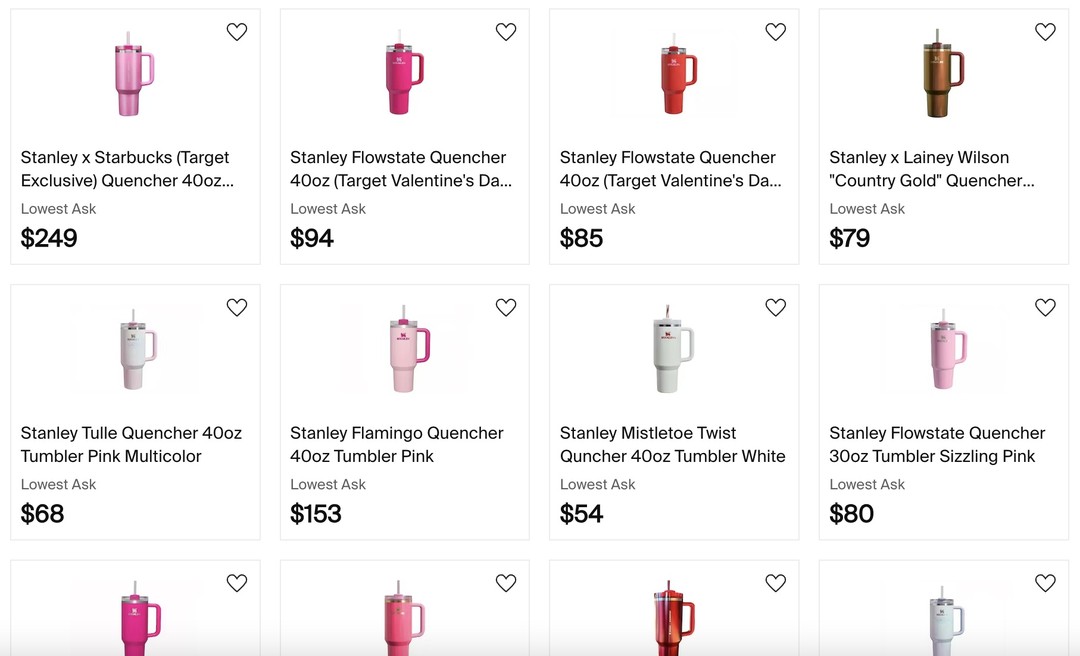 Stanley x Starbucks (Target
Exclusive) Quencher 40oz...
Lowest Ask
$249
Stanley Flowstate Quencher
40oz (Target Valentine's Da...
Lowest Ask
$94
Stanley Flowstate Quencher
40oz (Target Valentine's Da...
Lowest Ask
$85
Stanley x Lainey Wilson
"Country Gold" Quencher...
Lowest Ask
$79
Stanley Tulle Quencher 40oz
Tumbler Pink Multicolor
Lowest Ask
$68
Stanley Flamingo Quencher
40oz Tumbler Pink
Lowest Ask
$153
Stanley Mistletoe Twist
Quncher 40oz Tumbler White
Lowest Ask
$54
Stanley Flowstate Quencher
30oz Tumbler Sizzling Pink
Lowest Ask
$80